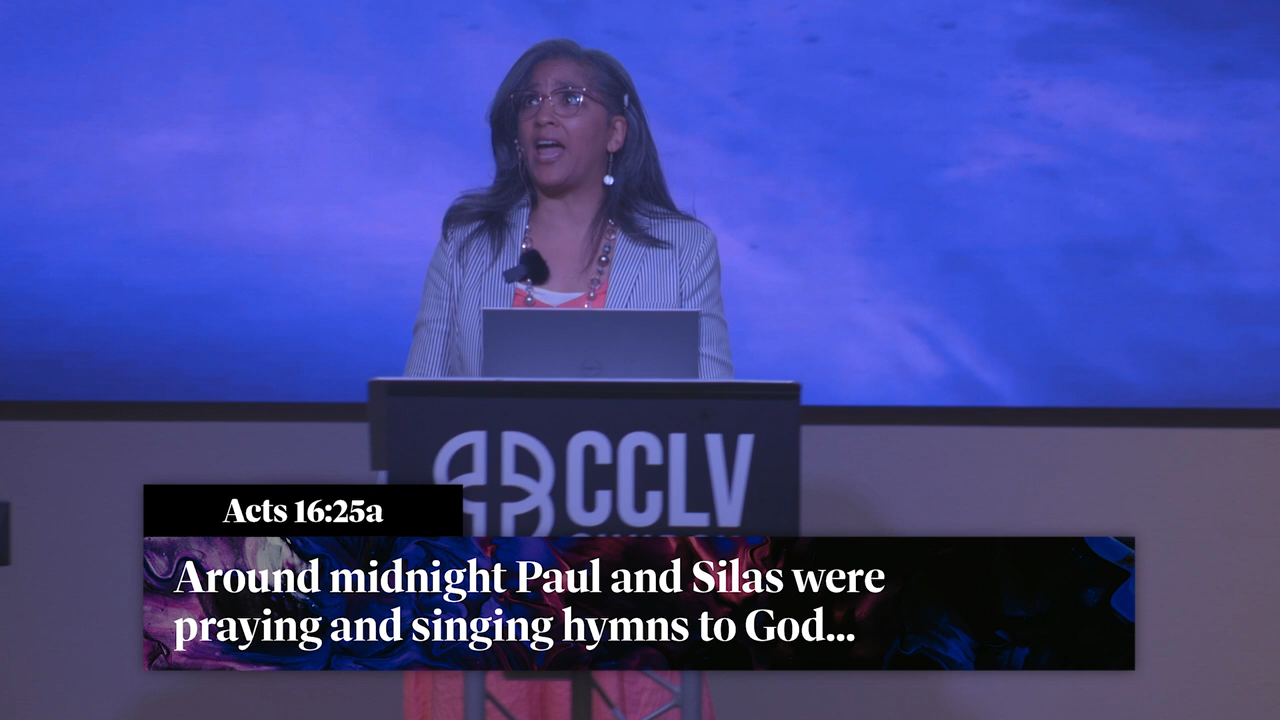 CCLV
Acts 16:25a
Around midnight Paul and Silas were
praying and singing hymns to God...